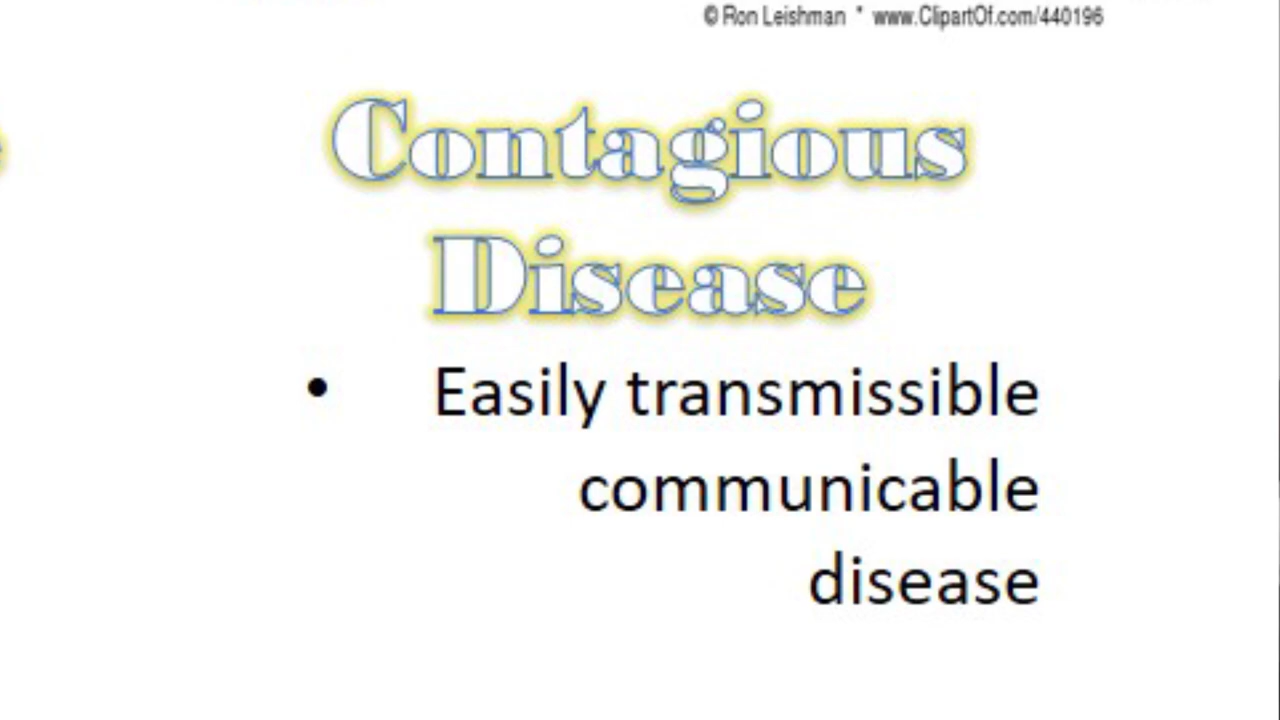 © Ron Leishman * www.ClipartOf.com/440196
Contagious
Disease
• Easily transmissible
communicable
disease